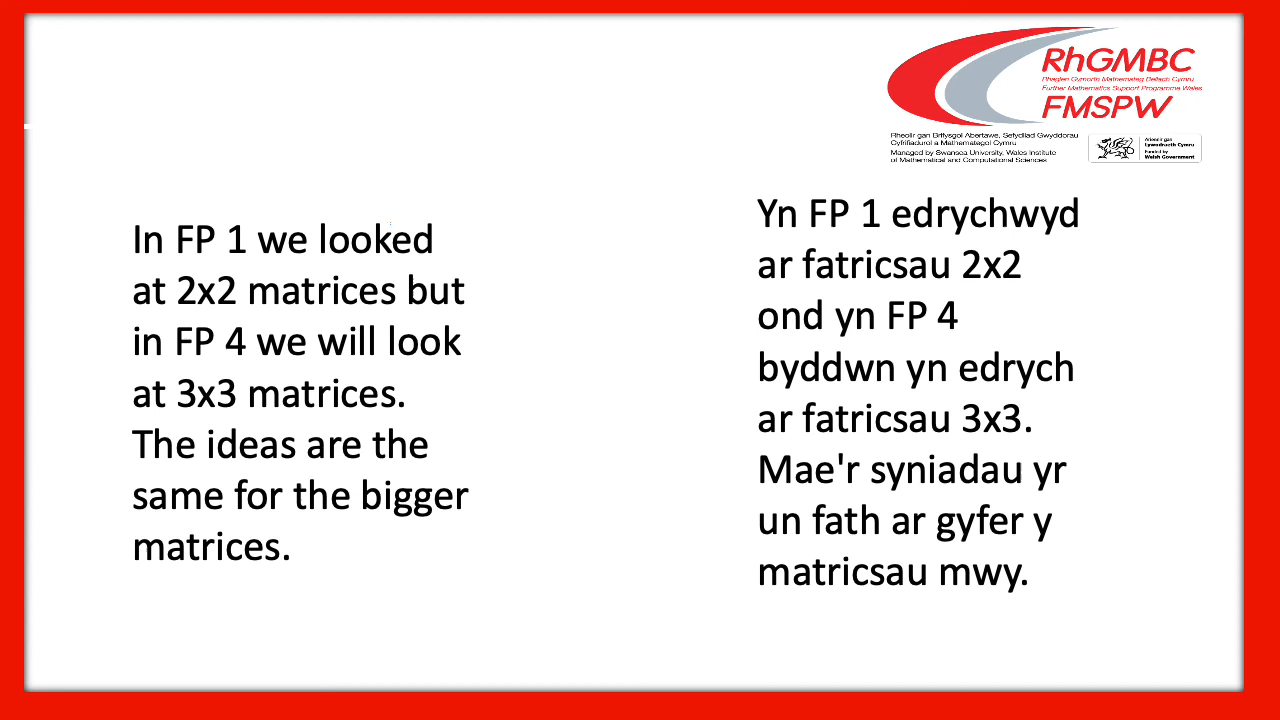 RhGMBC
Rhaglen Gymorth Mathemateg Bellach Cymru
Further Mathematics Support Programme Wales
FMSPW
Rheolir gan Brifysgol Abertawe, Sefydliad Gwyddorau
Cyfrifiadurol a Mathemategol Cymru
Managed by Swansea University, Wales Institute
of Mathematical and Computational Sciences
Ariennir gan
Lywodraeth Cymru
Funded by
Welsh Government
In FP 1 we looked
at 2x2 matrices but
in FP 4 we will look
at 3x3 matrices.
The ideas are the
same for the bigger
matrices.
Yn FP 1 edrychwyd
ar fatricsau 2x2
ond yn FP 4
byddwn yn edrych
ar fatricsau 3x3.
Mae'r syniadau yr
un fath ar gyfer y
matricsau mwy.